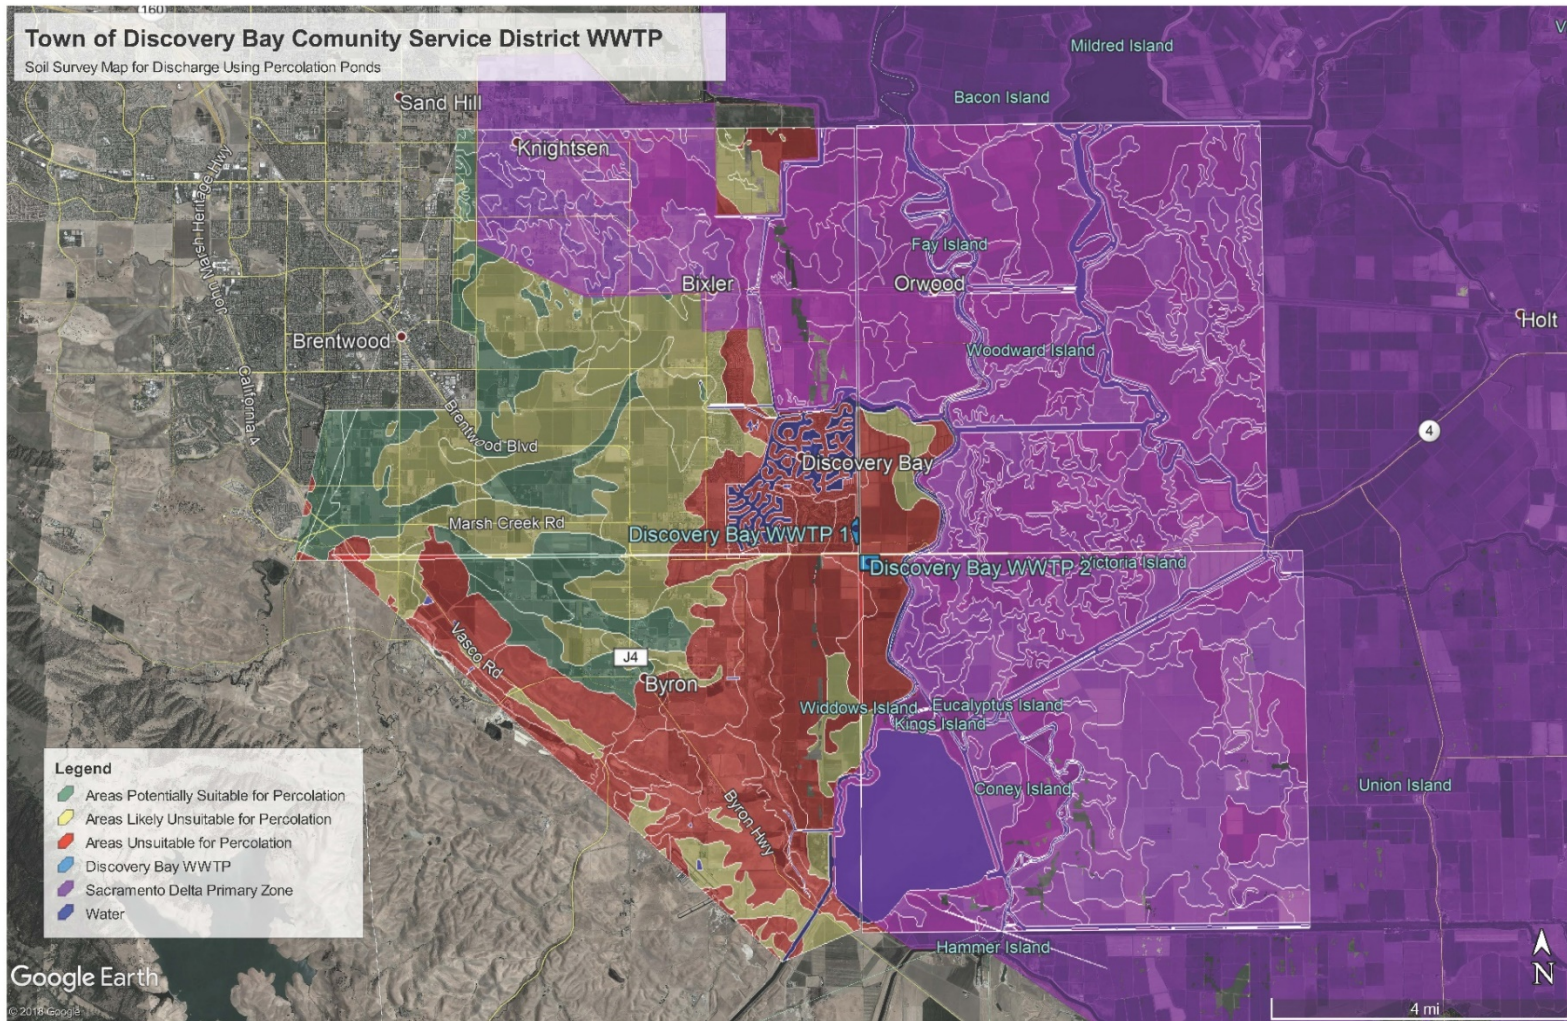 160
Town of Discovery Bay Comunity Service District WWTP
Soil Survey Map for Discharge Using Percolation Ponds
Mildred Island
Bacon Island
Sand Hill
Knightsen
John Marsh Heritage Hwy
Fay Island
Bixler
Orwood
Holt
Brentwood
Woodward Island
California 4
Brentwood Blvd
4
Discovery Bay
Marsh Creek Rd
Discovery Bay WWTP 1
Discovery Bay WWTP 2
Victoria Island
Vasco Rd
J4
Byron
Widdows Island
Eucalyptus Island
Kings Island
Coney Island
Union Island
Byron Hwy
Legend
Areas Potentially Suitable for Percolation
Areas Likely Unsuitable for Percolation
Areas Unsuitable for Percolation
Discovery Bay WWTP
Sacramento Delta Primary Zone
Water
Hammer Island
N
Google Earth
© 2018 Google
4 mi